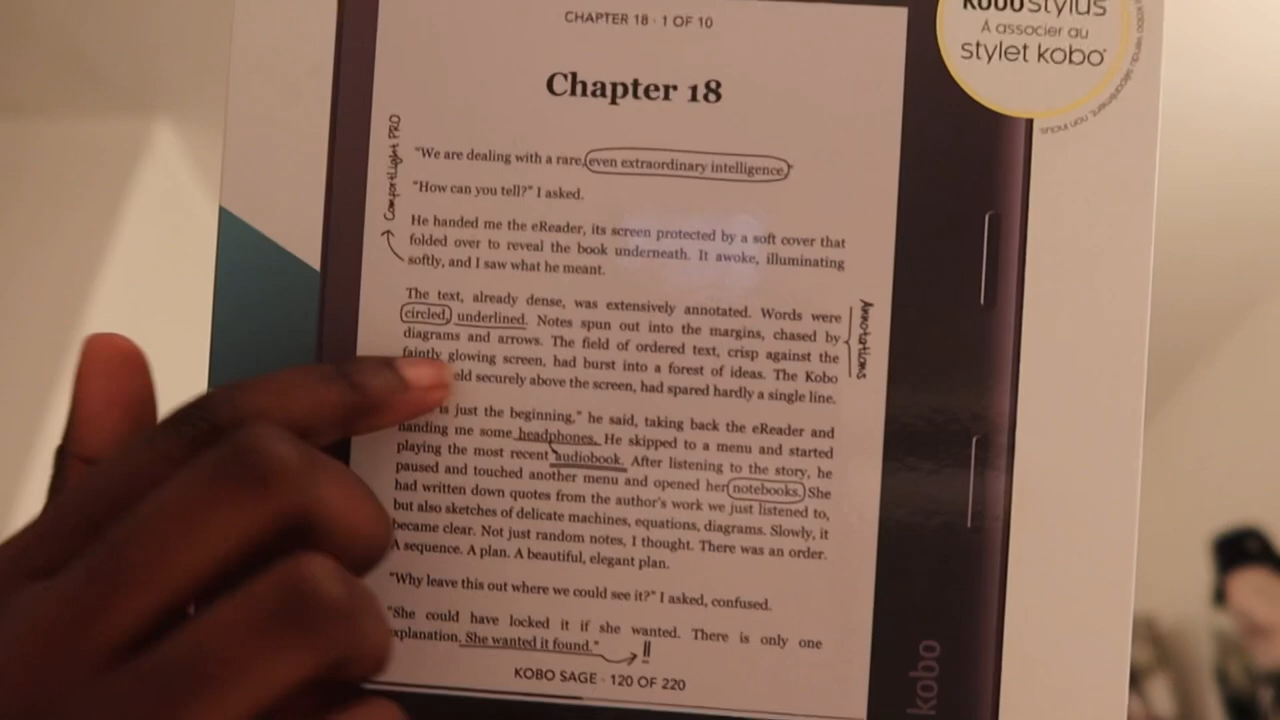 CHAPTER 18 · 1 OF 10
kobo stylus
À associer au
stylet kobo
vendu séparément, non inclus
Chapter 18
ComfortLight PRO
"We are dealing with a rare, even extraordinary intelligence."
"How can you tell?" I asked.
He handed me the eReader, its screen protected by a soft cover that
folded over to reveal the book underneath. It awoke, illuminating
softly, and I saw what he meant.
The text, already dense, was extensively annotated. Words were
circled, underlined. Notes spun out into the margins, chased by
diagrams and arrows. The field of ordered text, crisp against the
faintly glowing screen, had burst into a forest of ideas. The Kobo
eld securely above the screen, had spared hardly a single line.
Annotations
is just the beginning," he said, taking back the eReader and
handing me some headphones. He skipped to a menu and started
playing the most recent audiobook. After listening to the story, he
paused and touched another menu and opened her notebooks. She
had written down quotes from the author's work we just listened to,
but also sketches of delicate machines, equations, diagrams. Slowly, it
became clear. Not just random notes, I thought. There was an order.
A sequence. A plan. A beautiful, elegant plan.
"Why leave this out where we could see it?" I asked, confused.
"She could have locked it if she wanted. There is only one
explanation. She wanted it found."
!!
KOBO SAGE · 120 OF 220
kobo